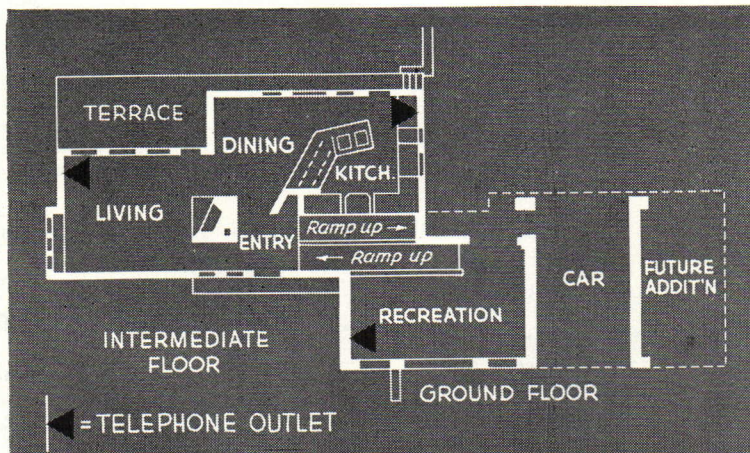 TERRACE
DINING
KITCH.
LIVING
ENTRY
Ramp up →
← Ramp up
CAR
FUTURE
ADDIT'N
RECREATION
INTERMEDIATE
FLOOR
GROUND FLOOR
= TELEPHONE OUTLET